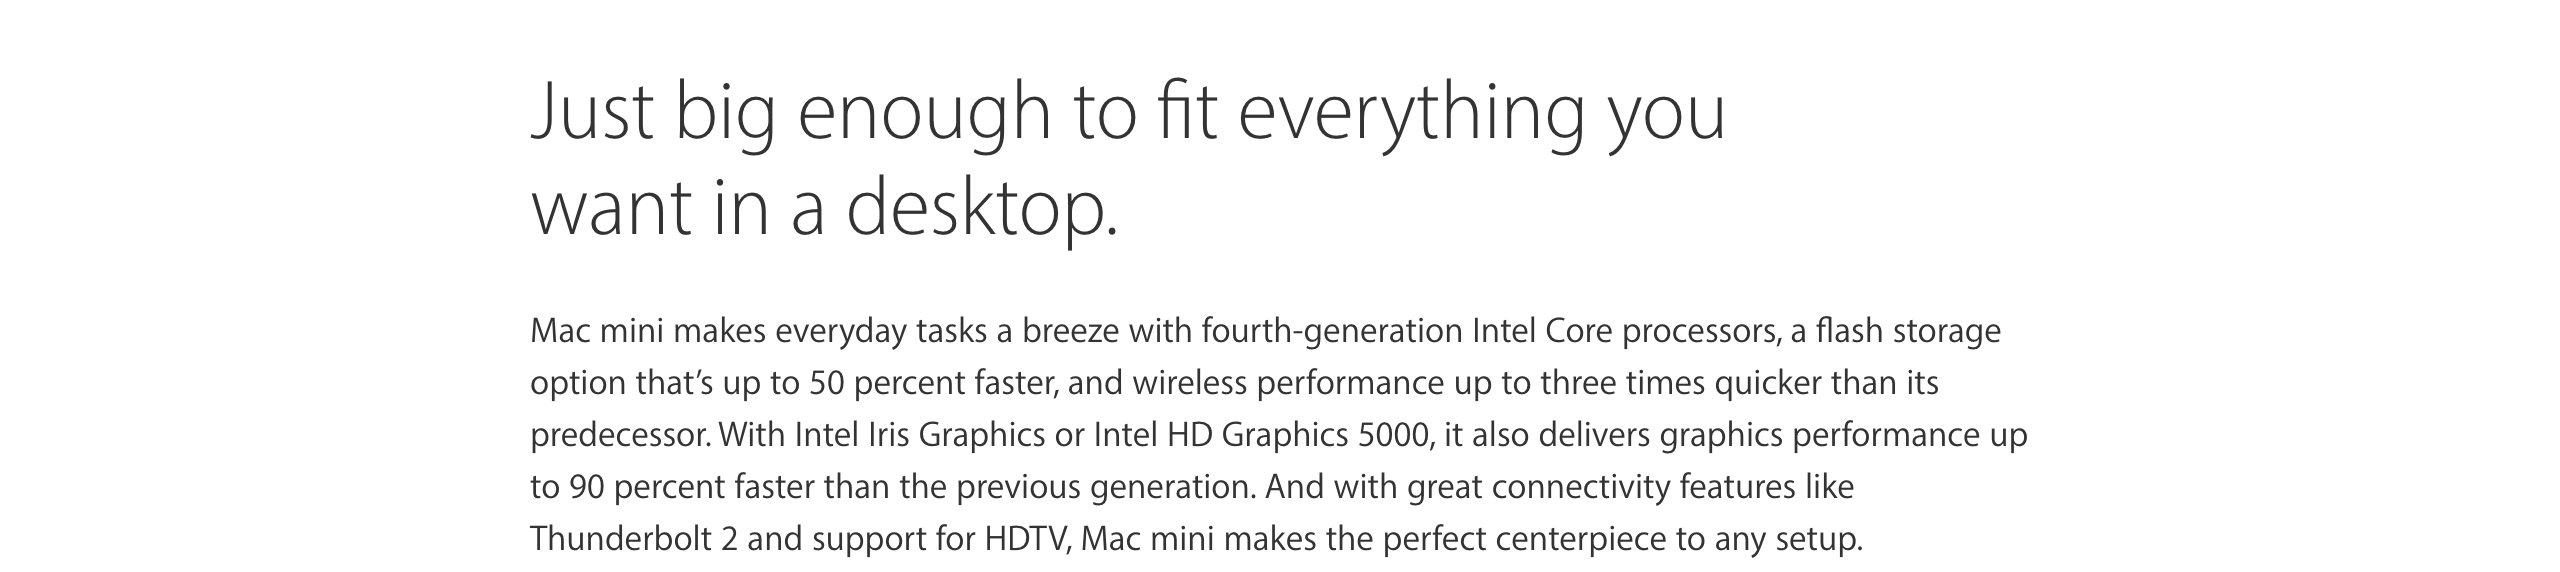 Just big enough to fit everything you
want in a desktop.
Mac mini makes everyday tasks a breeze with fourth-generation Intel Core processors, a flash storage
option that’s up to 50 percent faster, and wireless performance up to three times quicker than its
predecessor. With Intel Iris Graphics or Intel HD Graphics 5000, it also delivers graphics performance up
to 90 percent faster than the previous generation. And with great connectivity features like
Thunderbolt 2 and support for HDTV, Mac mini makes the perfect centerpiece to any setup.